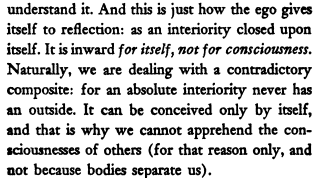 understand it. And this is just how the ego gives
itself to reflection: as an interiority closed upon
itself. It is inward for itself, not for consciousness.
Naturally, we are dealing with a contradictory
composite: for an absolute interiority never has
an outside. It can be conceived only by itself,
and that is why we cannot apprehend the con-
sciousnesses of others (for that reason only, and
not because bodies separate us).